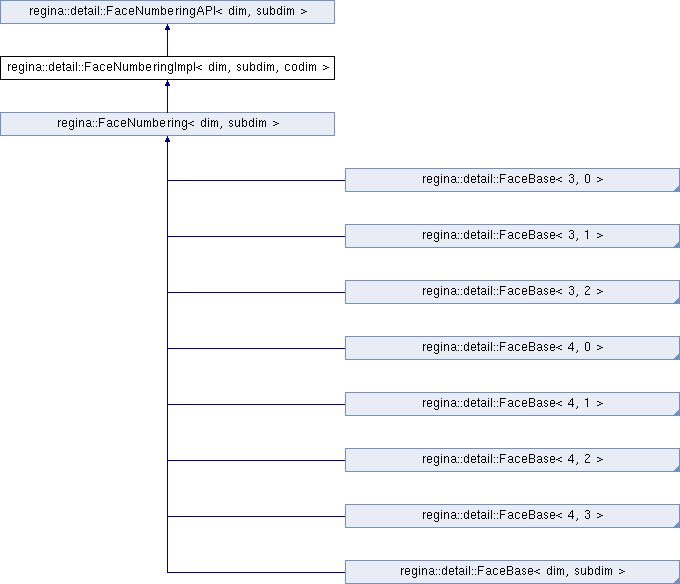 regina::detail::FaceNumberingAPI< dim, subdim >
regina::detail::FaceNumberingImpl< dim, subdim, codim >
regina::FaceNumbering< dim, subdim >
regina::detail::FaceBase< 3, 0 >
regina::detail::FaceBase< 3, 1 >
regina::detail::FaceBase< 3, 2 >
regina::detail::FaceBase< 4, 0 >
regina::detail::FaceBase< 4, 1 >
regina::detail::FaceBase< 4, 2 >
regina::detail::FaceBase< 4, 3 >
regina::detail::FaceBase< dim, subdim >